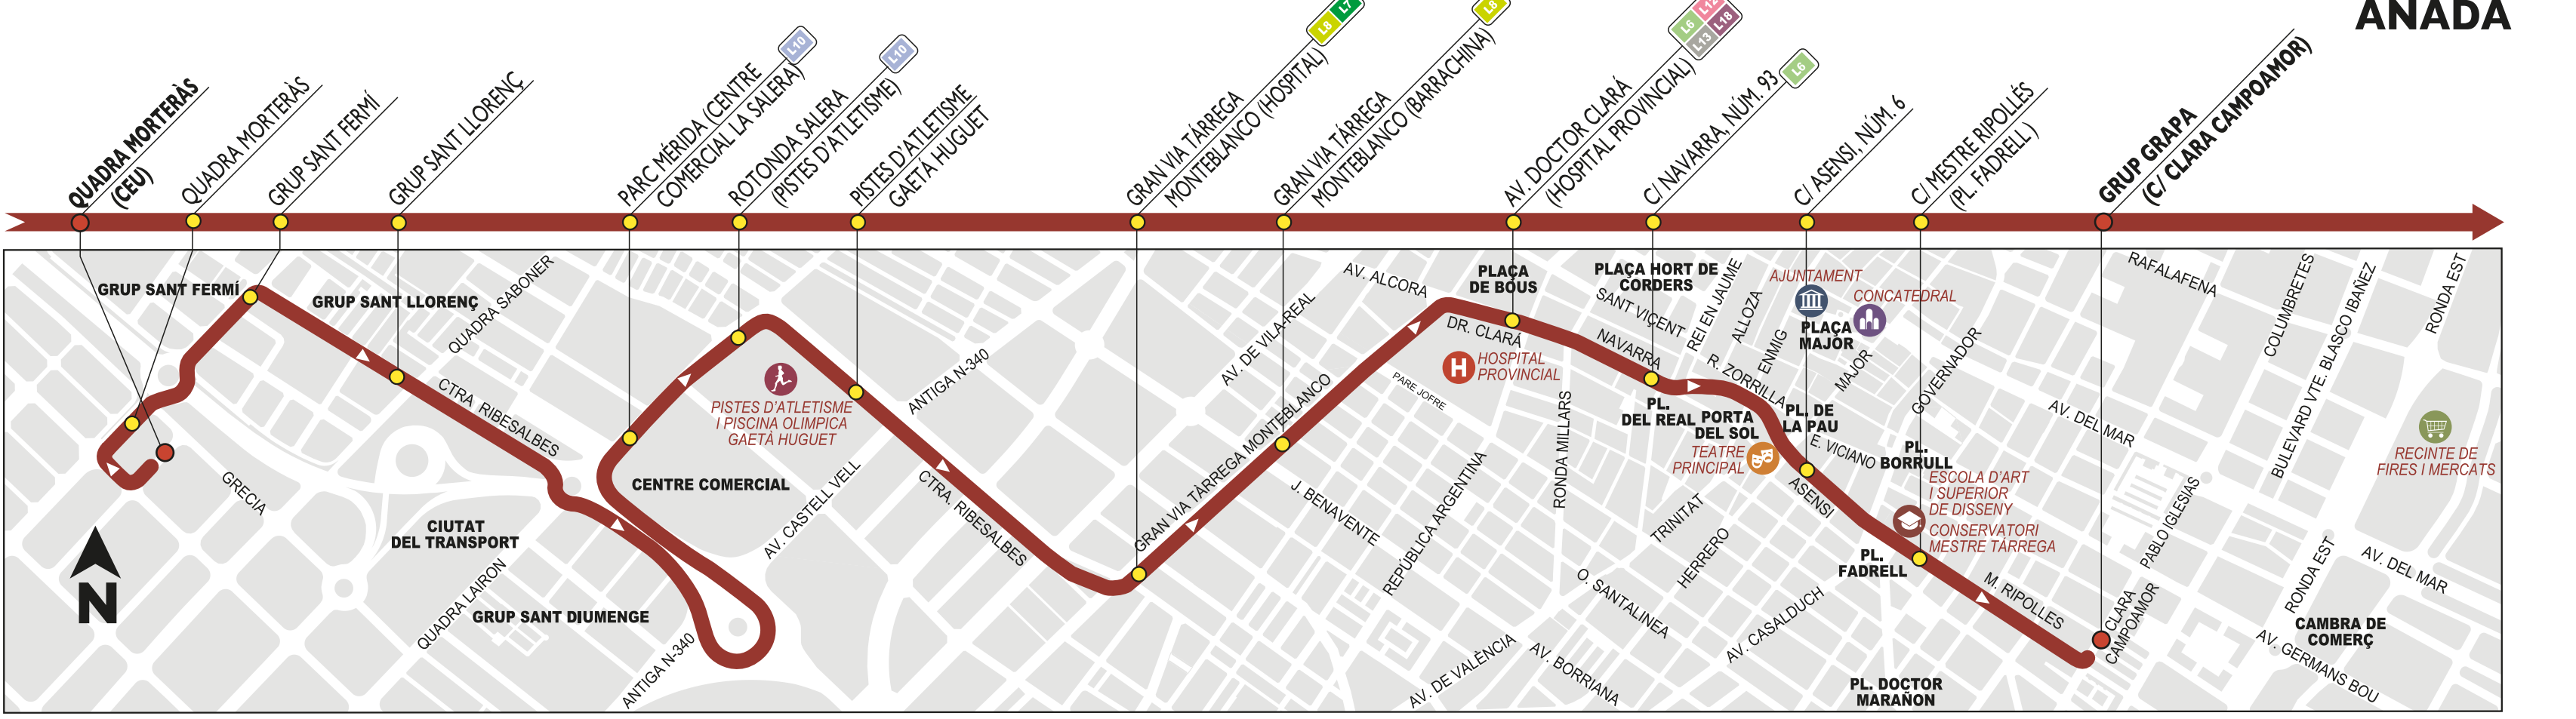 ANADA
QUADRA MORTERÀS
(CEU)
QUADRA MORTERÀS
GRUP SANT FERMÍ
GRUP SANT LLORENÇ
PARC MÉRIDA (CENTRE
COMERCIAL LA SALERA)
L10
ROTONDA SALERA
(PISTES D'ATLETISME)
L10
PISTES D'ATLETISME
GAETÀ HUGUET
GRAN VIA TÀRREGA
MONTEBLANCO (HOSPITAL)
L8
L7
GRAN VIA TÀRREGA
MONTEBLANCO (BARRACHINA)
L8
AV. DOCTOR CLARÁ
(HOSPITAL PROVINCIAL)
L6
L12
L13
L18
C/ NAVARRA, NÚM. 93
L6
C/ ASENSI, NÚM. 6
C/ MESTRE RIPOLLÉS
(PL. FADRELL)
GRUP GRAPA
(C/ CLARA CAMPOAMOR)
GRUP SANT FERMÍ
GRUP SANT LLORENÇ
QUADRA SABONER
CTRA. RIBESALBES
GRECIA
CIUTAT
DEL TRANSPORT
QUADRA LAIRON
GRUP SANT DIUMENGE
ANTIGA N-340
CENTRE COMERCIAL
PISTES D'ATLETISME
I PISCINA OLIMPICA
GAETÀ HUGUET
AV. CASTELL VELL
ANTIGA N-340
CTRA. RIBESALBES
GRAN VIA TÀRREGA MONTEBLANCO
AV. DE VILA-REAL
AV. ALCORA
PLAÇA
DE BOUS
DR. CLARÁ
H
HOSPITAL
PROVINCIAL
PARE JOFRE
J. BENAVENTE
REPÚBLICA ARGENTINA
RONDA MILLARS
AV. DE VALÈNCIA
AV. BORRIANA
O. SANTALINEA
PLAÇA HORT DE
CORDERS
SANT VICENT
NAVARRA
REI EN JAUME
ALLOZA
ENMIG
R. ZORRILLA
PL.
DEL REAL
PORTA
DEL SOL
TEATRE
PRINCIPAL
TRINITAT
HERRERO
AV. CASALDUCH
AJUNTAMENT
CONCATEDRAL
PLAÇA
MAJOR
MAJOR
GOVERNADOR
PL. DE
LA PAU
E. VICIANO
ASENSI
PL.
BORRULL
ESCOLA D'ART
I SUPERIOR
DE DISSENY
CONSERVATORI
MESTRE TÀRREGA
PL.
FADRELL
M. RIPOLLES
PL. DOCTOR
MARAÑON
CLARA
CAMPOAMOR
PABLO IGLESIAS
RAFALAFENA
AV. DEL MAR
COLUMBRETES
BULEVARD VTE. BLASCO IBAÑEZ
RONDA EST
RECINTE DE
FIRES I MERCATS
RONDA EST
AV. DEL MAR
CAMBRA DE
COMERÇ
AV. GERMANS BOU
N